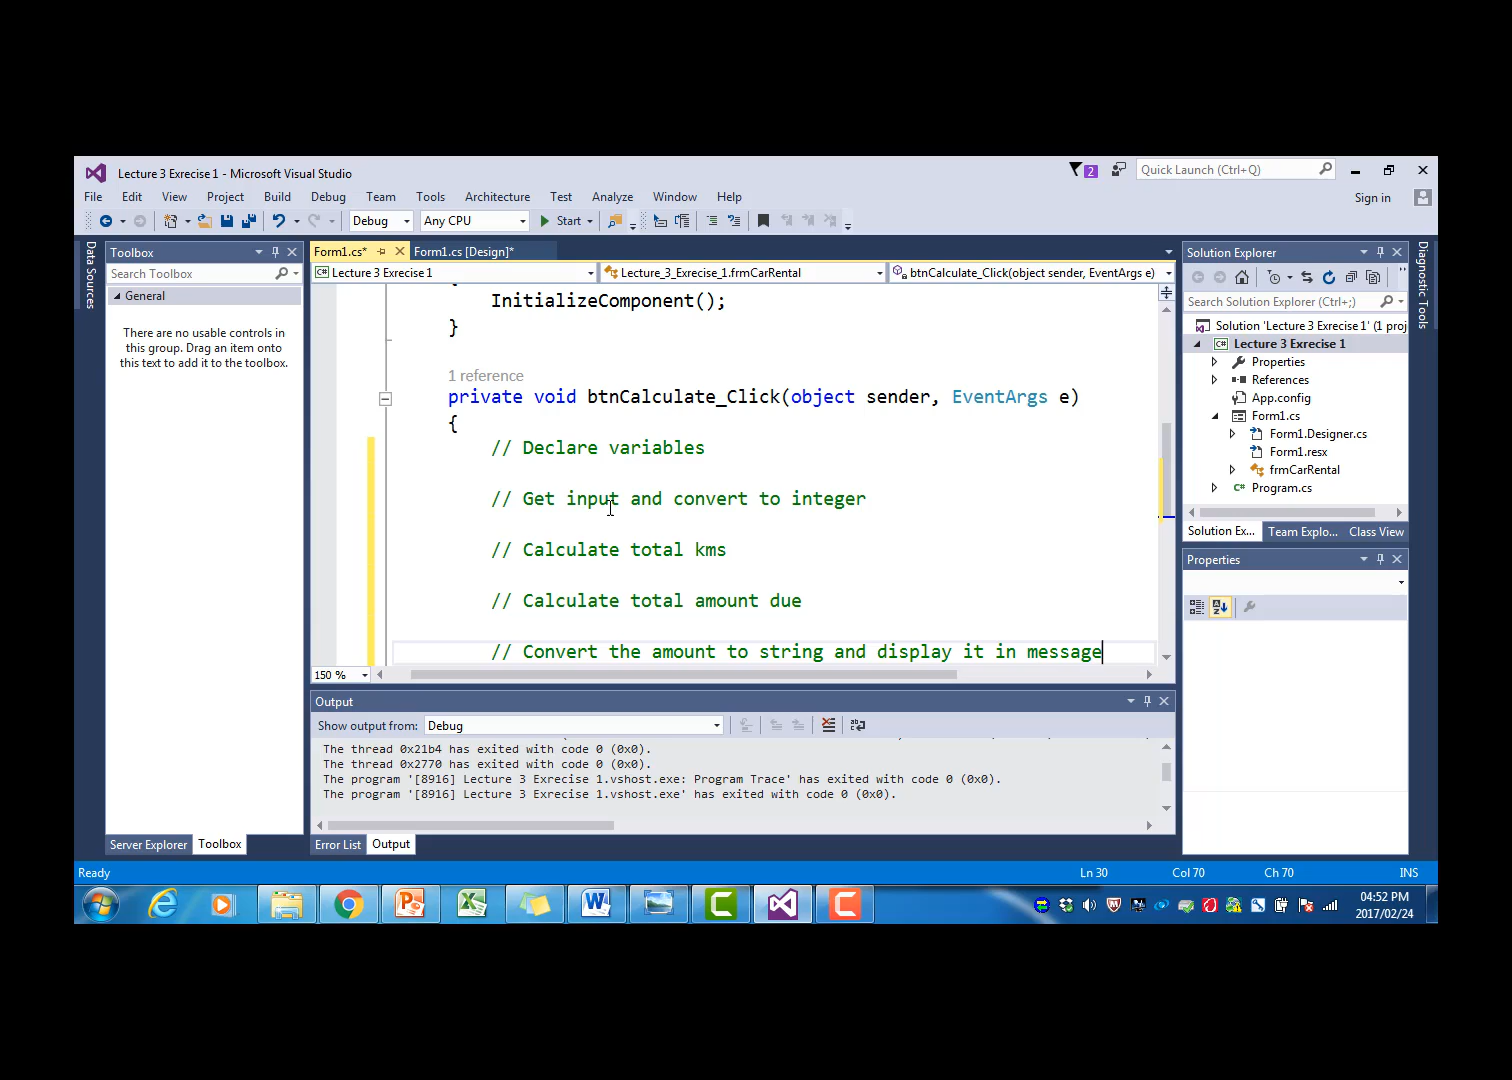 Lecture 3 Exrecise 1 - Microsoft Visual Studio
2
Quick Launch (Ctrl+Q)
File Edit View Project Build Debug Team Tools Architecture Test Analyze Window Help
Sign in
Debug Any CPU Start
Data Sources
Toolbox
Search Toolbox
General
There are no usable controls in
this group. Drag an item onto
this text to add it to the toolbox.
Server Explorer Toolbox
Form1.cs* Form1.cs [Design]*
Lecture 3 Exrecise 1 Lecture_3_Exrecise_1.frmCarRental btnCalculate_Click(object sender, EventArgs e)
{
InitializeComponent();
}
1 reference
private void btnCalculate_Click(object sender, EventArgs e)
{
// Declare variables
// Get input and convert to integer
// Calculate total kms
// Calculate total amount due
// Convert the amount to string and display it in message
150 %
Output
Show output from: Debug
The thread 0x21b4 has exited with code 0 (0x0).
The thread 0x2770 has exited with code 0 (0x0).
The program '[8916] Lecture 3 Exrecise 1.vshost.exe: Program Trace' has exited with code 0 (0x0).
The program '[8916] Lecture 3 Exrecise 1.vshost.exe' has exited with code 0 (0x0).
Error List Output
Solution Explorer
Search Solution Explorer (Ctrl+;)
Solution 'Lecture 3 Exrecise 1' (1 proj
C# Lecture 3 Exrecise 1
Properties
References
App.config
Form1.cs
Form1.Designer.cs
Form1.resx
frmCarRental
C# Program.cs
Solution Ex... Team Explo... Class View
Properties
Diagnostic Tools
Ready Ln 30 Col 70 Ch 70 INS
04:52 PM
2017/02/24